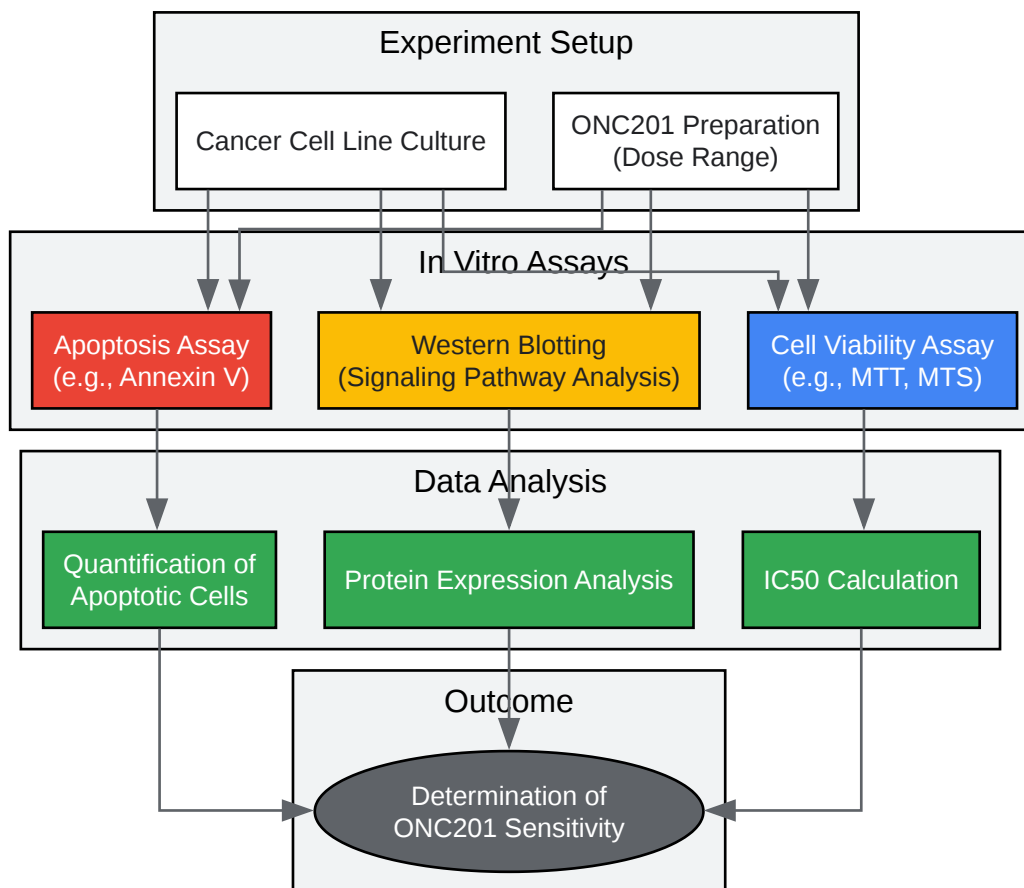 Experiment Setup
Cancer Cell Line Culture
ONC201 Preparation
(Dose Range)
In Vitro Assays
Apoptosis Assay
(e.g., Annexin V)
Western Blotting
(Signaling Pathway Analysis)
Cell Viability Assay
(e.g., MTT, MTS)
Data Analysis
Quantification of
Apoptotic Cells
Protein Expression Analysis
IC50 Calculation
Outcome
Determination of
ONC201 Sensitivity